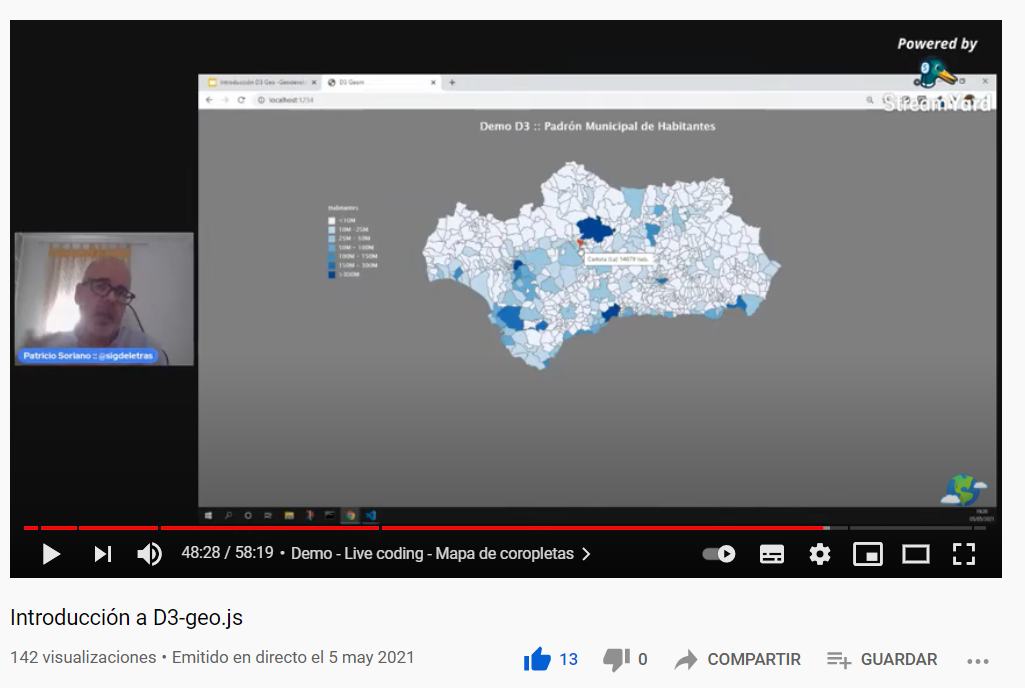 Powered by
StreamYard
Introducción D3 Geo - Geodevel
D3 Geom
localhost:1234
Demo D3 :: Padrón Municipal de Habitantes
Habitantes
<10M
10M - 25M
25M - 50M
50M - 100M
100M - 150M
150M - 300M
>300M
Carlota (La) 14079 hab.
Patricio Soriano :: @sigdeletras
05/05/2021
48:28 / 58:19 • Demo - Live coding - Mapa de coropletas
Introducción a D3-geo.js
142 visualizaciones • Emitido en directo el 5 may 2021
13
0
COMPARTIR
GUARDAR